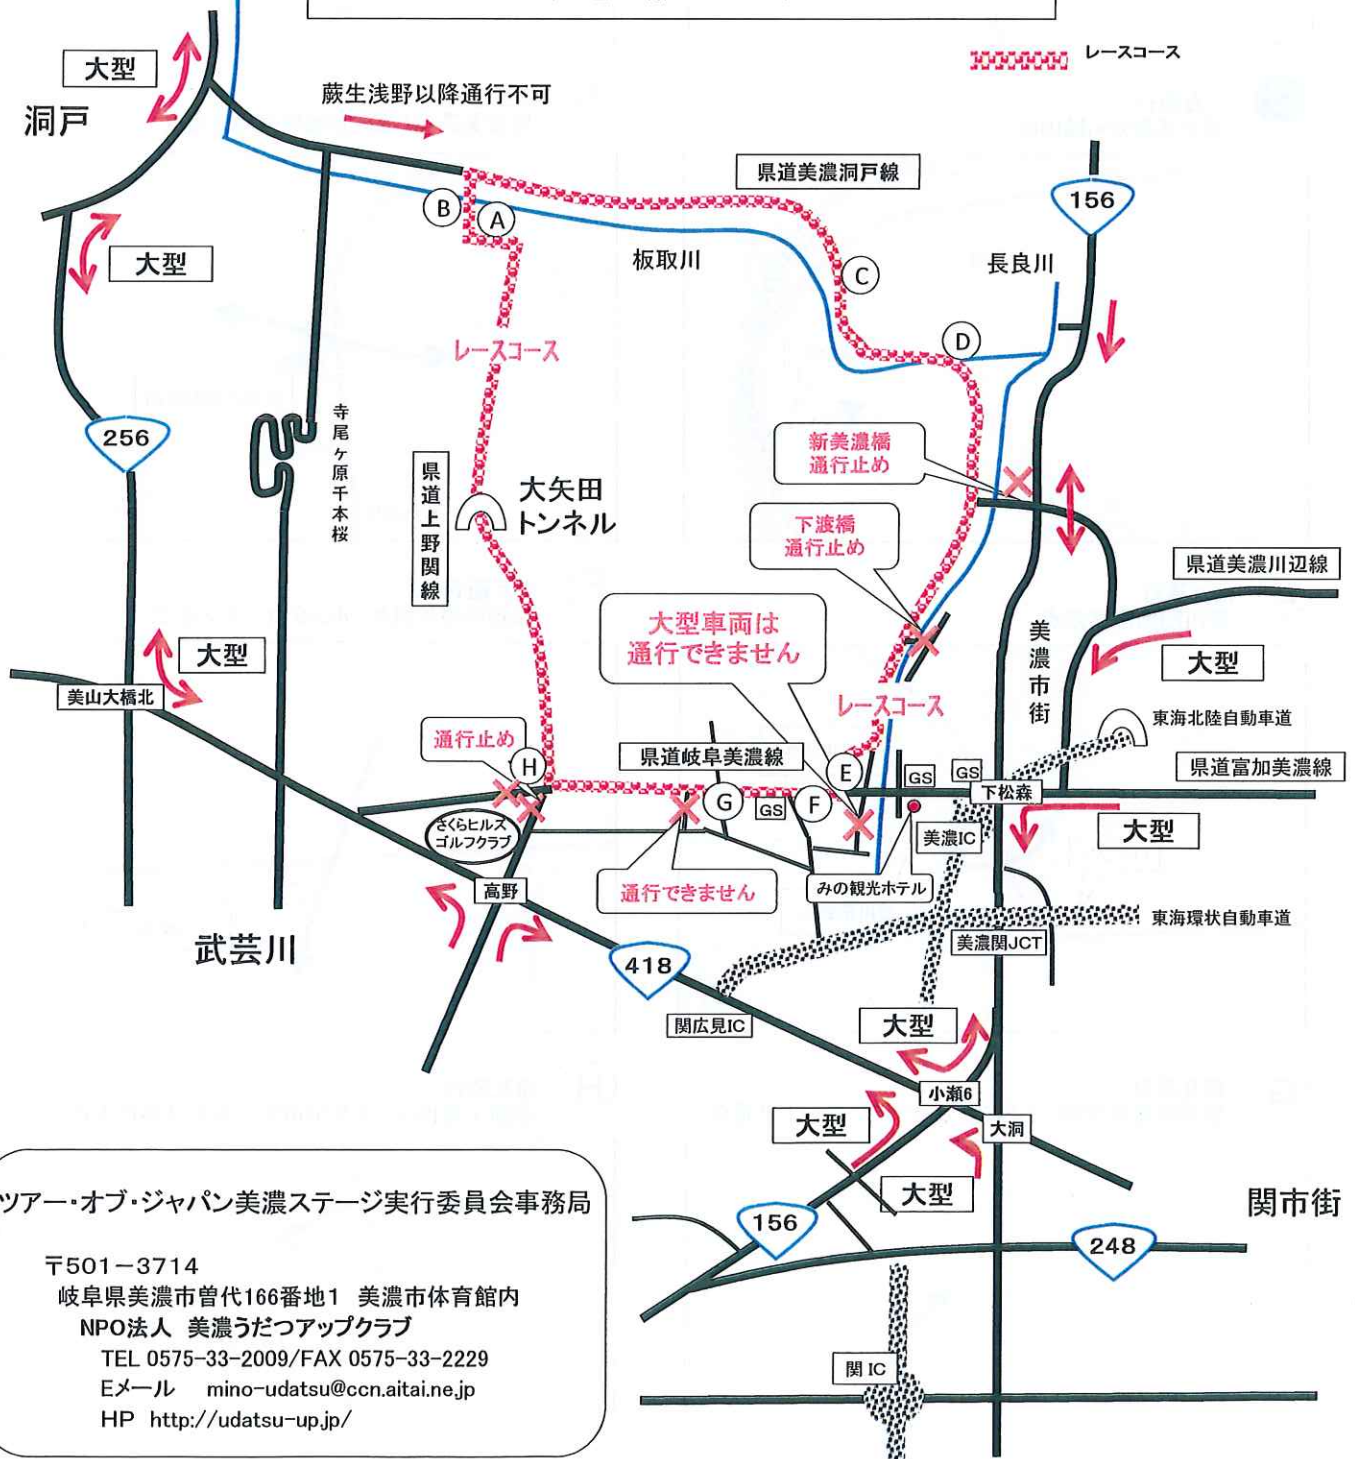 レースコース
大型
洞戸
蕨生浅野以降通行不可
県道美濃洞戸線
156
B
A
大型
板取川
C
長良川
D
レースコース
256
寺尾ヶ原千本桜
県道上野関線
大矢田
トンネル
新美濃橋
通行止め
下渡橋
通行止め
県道美濃川辺線
大型車両は
通行できません
美濃市街
大型
大型
美山大橋北
レースコース
東海北陸自動車道
通行止め
H
県道岐阜美濃線
E
GS
GS
県道富加美濃線
G
GS
F
下松森
さくらヒルズ
ゴルフクラブ
美濃IC
大型
高野
通行できません
みの観光ホテル
東海環状自動車道
武芸川
美濃関JCT
418
関広見IC
大型
小瀬6
大型
大洞
大型
関市街
156
248
関 IC
ツアー・オブ・ジャパン美濃ステージ実行委員会事務局
〒501－3714
岐阜県美濃市曽代166番地1 美濃市体育館内
NPO法人 美濃うだつアップクラブ
TEL 0575-33-2009/FAX 0575-33-2229
Eメール mino-udatsu@ccn.aitai.ne.jp
HP http://udatsu-up.jp/